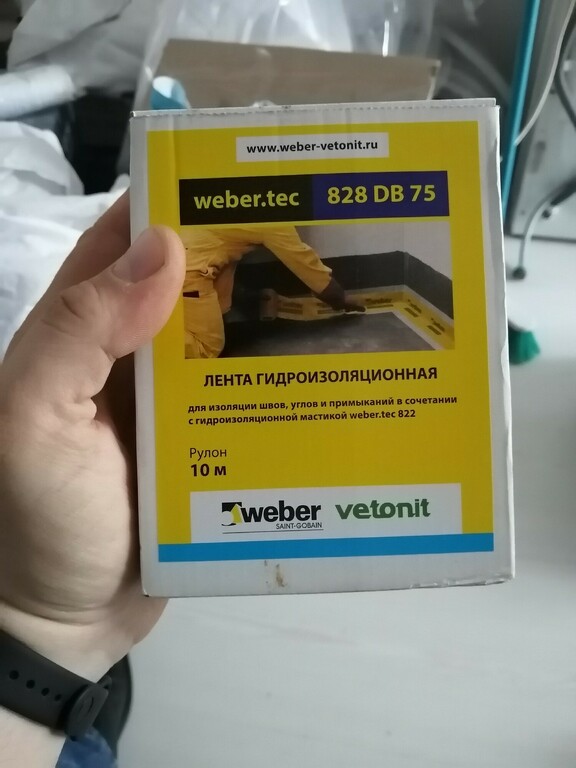 www.weber-vetonit.ru
weber.tec 828 DB 75
ЛЕНТА ГИДРОИЗОЛЯЦИОННАЯ
для изоляции швов, углов и примыканий в сочетании
с гидроизоляционной мастикой weber.tec 822
Рулон
10 м
weber vetonit
SAINT-GOBAIN